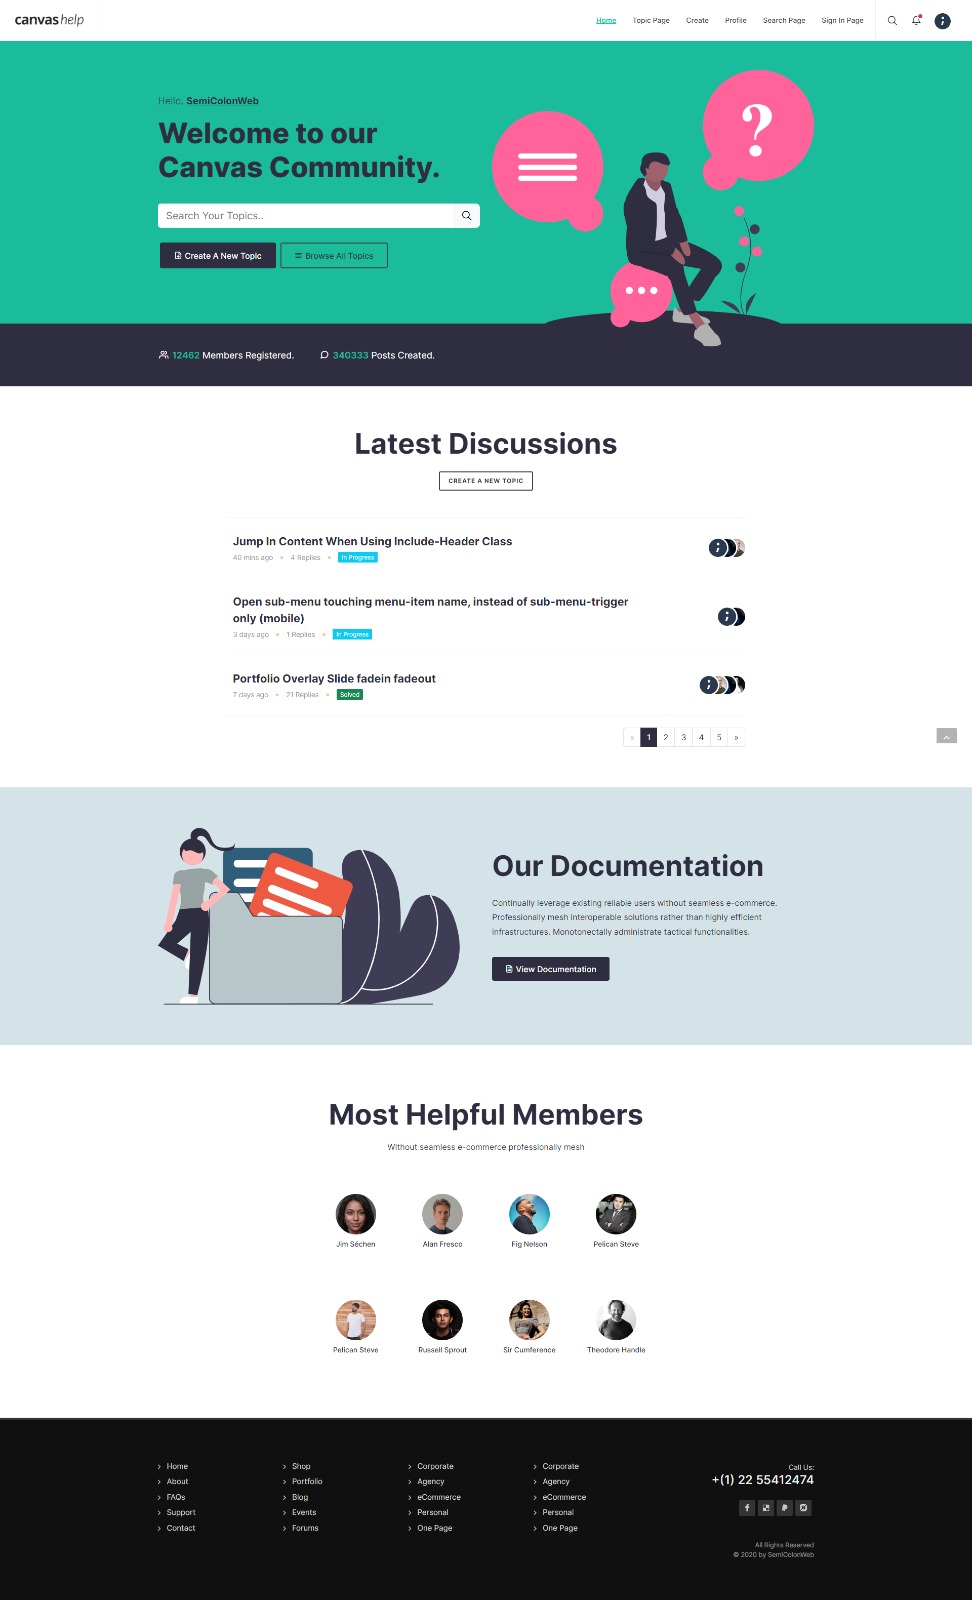 canvas help
Home Topic Page Create Profile Search Page Sign In Page
Hello, SemiColonWeb
Welcome to our
Canvas Community.
Search Your Topics..
Create A New Topic Browse All Topics
?
12462 Members Registered. 340333 Posts Created.
Latest Discussions
CREATE A NEW TOPIC
Jump In Content When Using Include-Header Class
40 mins ago 4 Replies In Progress
Open sub-menu touching menu-item name, instead of sub-menu-trigger
only (mobile)
3 days ago 1 Replies In Progress
Portfolio Overlay Slide fadein fadeout
7 days ago 21 Replies Solved
« 1 2 3 4 5 »
Our Documentation
Continually leverage existing reliable users without seamless e-commerce.
Professionally mesh interoperable solutions rather than highly efficient
infrastructures. Monotonectally administrate tactical functionalities.
View Documentation
Most Helpful Members
Without seamless e-commerce professionally mesh
Jim Séchen Alan Fresco Fig Nelson Pelican Steve
Pelican Steve Russell Sprout Sir Cumference Theodore Handle
Home Shop Corporate Corporate
About Portfolio Agency Agency
FAQs Blog eCommerce eCommerce
Support Events Personal Personal
Contact Forums One Page One Page
Call Us:
+(1) 22 55412474
All Rights Reserved
© 2020 by SemiColonWeb